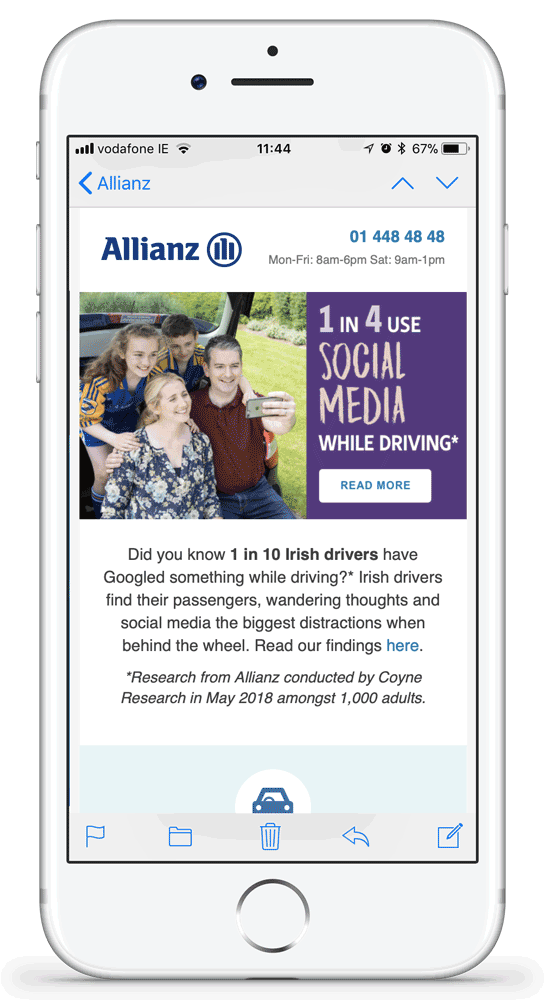 vodafone IE 11:44 67%
Allianz
Allianz
01 448 48 48
Mon-Fri: 8am-6pm Sat: 9am-1pm
1 IN 4 USE
SOCIAL
MEDIA
WHILE DRIVING*
READ MORE
Did you know 1 in 10 Irish drivers have
Googled something while driving?* Irish drivers
find their passengers, wandering thoughts and
social media the biggest distractions when
behind the wheel. Read our findings here.
*Research from Allianz conducted by Coyne
Research in May 2018 amongst 1,000 adults.